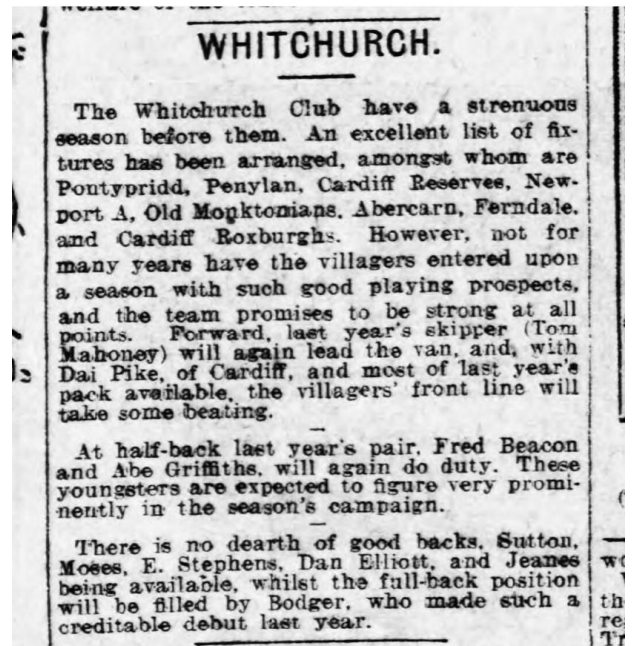 WHITCHURCH.
The Whitchurch Club have a strenuous
season before them. An excellent list of fix-
tures has been arranged, amongst whom are
Pontypridd, Penylan, Cardiff Reserves, New-
port A, Old Monktonians, Abercarn, Ferndale,
and Cardiff Roxburghs. However, not for
many years have the villagers entered upon
a season with such good playing prospects,
and the team promises to be strong at all
points. Forward, last year's skipper (Tom
Mahoney) will again lead the van, and, with
Dai Pike, of Cardiff, and most of last year's
pack available, the villagers' front line will
take some beating.
At half-back last year's pair, Fred Beacon
and Abe Griffiths, will again do duty. These
youngsters are expected to figure very promi-
nently in the season's campaign.
There is no dearth of good backs, Sutton,
Moses, E. Stephens, Dan Elliott, and Jeanes
being available, whilst the full-back position
will be filled by Bodger, who made such a
creditable debut last year.